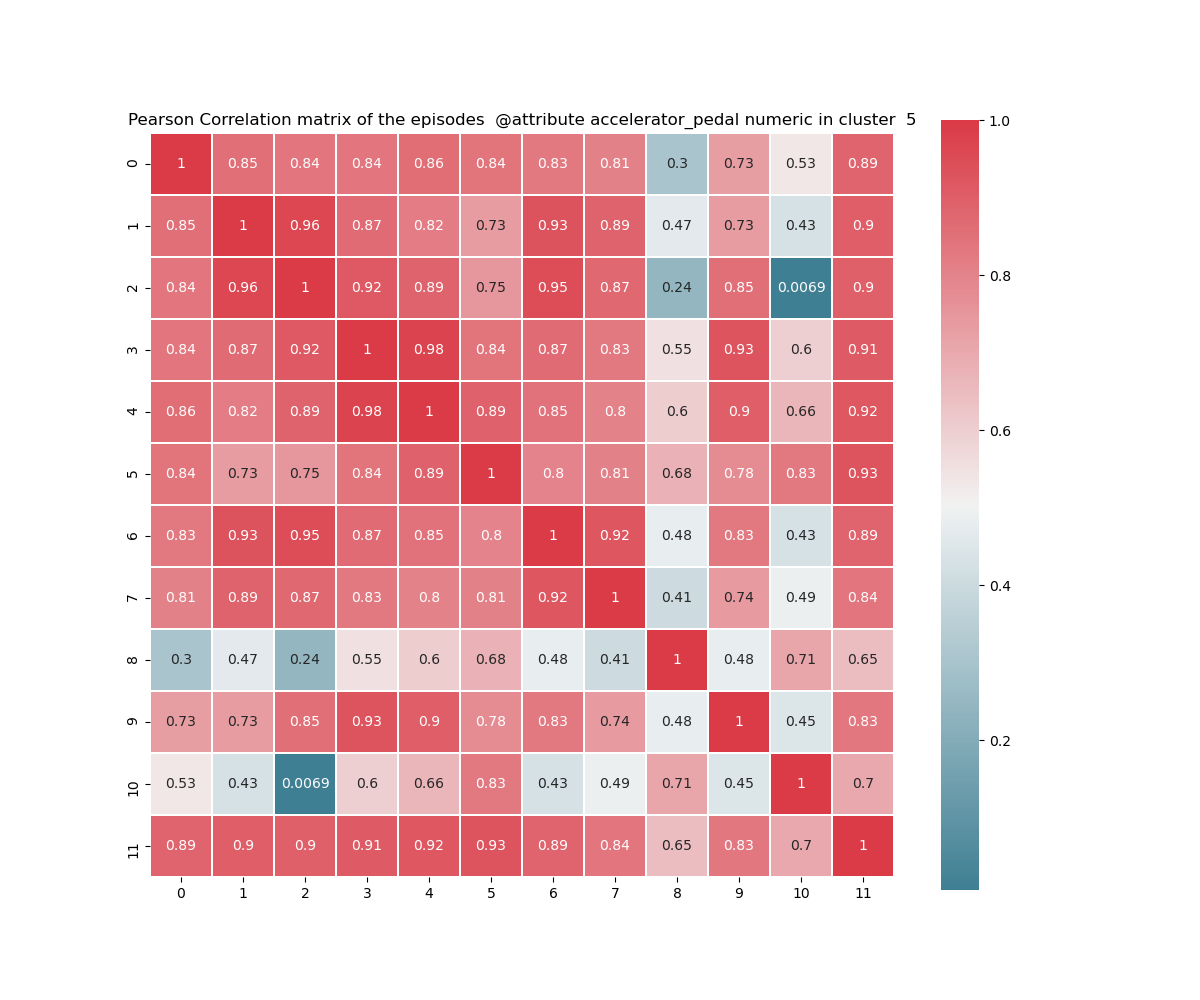 Pearson Correlation matrix of the episodes  @attribute accelerator_pedal numeric in cluster  5
1.0
0 1 0.85 0.84 0.84 0.86 0.84 0.83 0.81 0.3 0.73 0.53 0.89
1 0.85 1 0.96 0.87 0.82 0.73 0.93 0.89 0.47 0.73 0.43 0.9
0.8
2 0.84 0.96 1 0.92 0.89 0.75 0.95 0.87 0.24 0.85 0.0069 0.9
3 0.84 0.87 0.92 1 0.98 0.84 0.87 0.83 0.55 0.93 0.6 0.91
4 0.86 0.82 0.89 0.98 1 0.89 0.85 0.8 0.6 0.9 0.66 0.92
0.6
5 0.84 0.73 0.75 0.84 0.89 1 0.8 0.81 0.68 0.78 0.83 0.93
6 0.83 0.93 0.95 0.87 0.85 0.8 1 0.92 0.48 0.83 0.43 0.89
0.4
7 0.81 0.89 0.87 0.83 0.8 0.81 0.92 1 0.41 0.74 0.49 0.84
8 0.3 0.47 0.24 0.55 0.6 0.68 0.48 0.41 1 0.48 0.71 0.65
9 0.73 0.73 0.85 0.93 0.9 0.78 0.83 0.74 0.48 1 0.45 0.83
0.2
10 0.53 0.43 0.0069 0.6 0.66 0.83 0.43 0.49 0.71 0.45 1 0.7
11 0.89 0.9 0.9 0.91 0.92 0.93 0.89 0.84 0.65 0.83 0.7 1
0 1 2 3 4 5 6 7 8 9 10 11